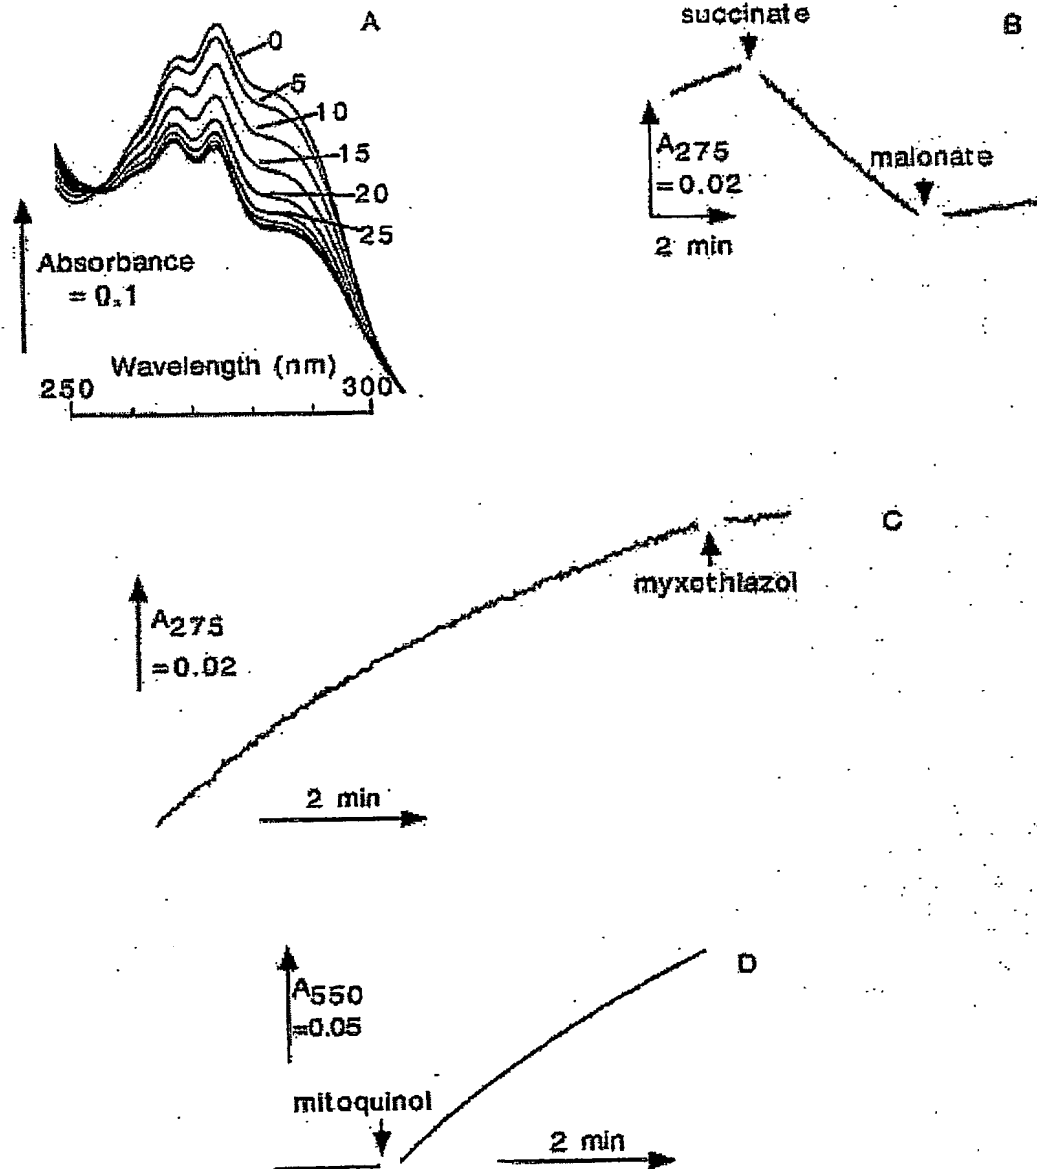 A
0
5
10
15
20
25
Absorbance
= 0.1
Wavelength (nm)
250 300
succinate
B
A275
=0.02
malonate
2 min
C
myxothiazol
A275
=0.02
2 min
D
A550
=0.05
mitoquinol
2 min